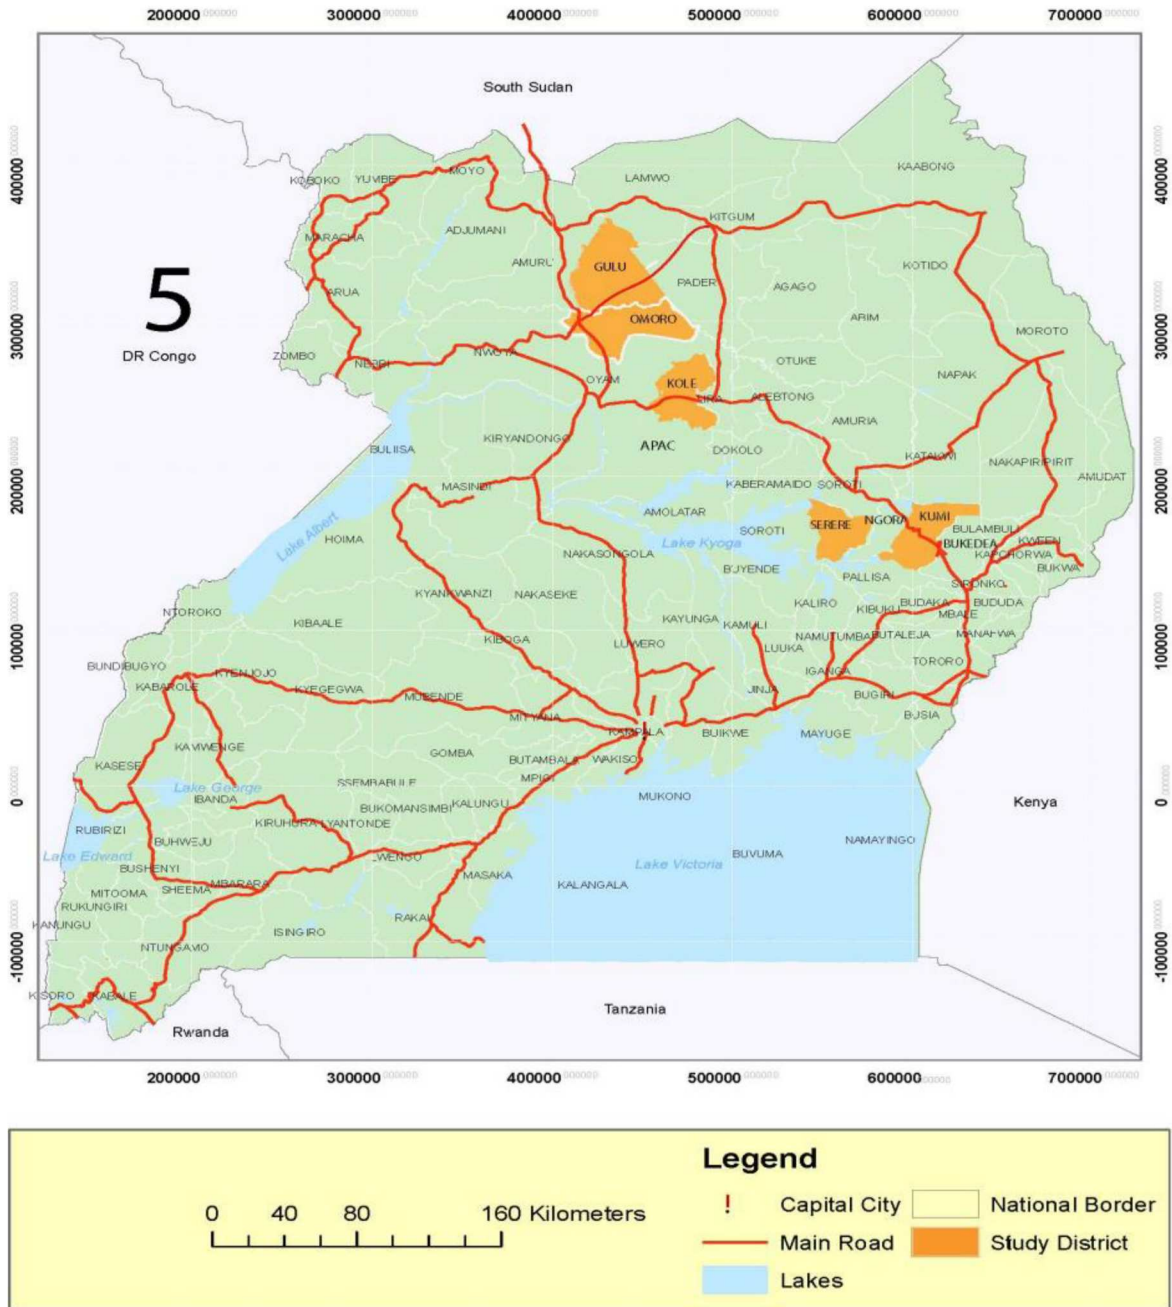 200000 300000 400000 500000 600000 700000
South Sudan
400000 400000
KAABONG
KOBOKO YUMBE MOYO LAMWO
KITGUM
MARACHA ADJUMANI
AMURU GULU KOTIDO
5
PADER AGAGO
ARUA
300000 300000
OMORO ARIM
MOROTO
DR Congo
ZOMBO NEBBI NWOYA OTUKE
NAPAK
OYAM KOLE
LIRA ALEBTONG
AMURIA
KIRYANDONGO APAC DOKOLO
BULIISA KATAKWI NAKAPIRIPIRIT
AMUDAT
200000 200000
MASINDI KABERAMAIDO SOROTI
AMOLATAR
SERERE NGORA KUMI
Lake Albert SOROTI BULAMBULI
HOIMA Lake Kyoga BUKEDEA KWEEN
NAKASONGOLA KAPCHORWA
BUYENDE BUKWA
PALLISA SIRONKO
KYANKWANZI NAKASEKE
NTOROKO KALIRO KIBUKU BUDAKA BUDUDA
KIBAALE KAYUNGA KAMULI MBALE
100000 100000
KIBOGA LUWERO NAMUTUMBA BUTALEJA MANAFWA
LUUKA
BUNDIBUGYO KYENJOJO IGANGA TORORO
KABAROLE KYEGEGWA MUBENDE JINJA BUGIRI
MITYANA BUSIA
KAMPALA BUIKWE MAYUGE
KAMWENGE GOMBA BUTAMBALA WAKISO
KASESE
MPIGI
Lake George SSEMBABULE
0 0
IBANDA MUKONO Kenya
BUKOMANSIMBI KALUNGU
RUBIRIZI KIRUHURA LYANTONDE
BUHWEJU NAMAYINGO
Lake Edward LWENGO Lake Victoria BUVUMA
BUSHENYI MASAKA
MITOOMA SHEEMA MBARARA KALANGALA
RUKUNGIRI
KANUNGU RAKAI
ISINGIRO
NTUNGAMO
-100000 -100000
KISORO KABALE
Tanzania
Rwanda
200000 300000 400000 500000 600000 700000
Legend
0 40 80 160 Kilometers
! Capital City National Border
Main Road Study District
Lakes